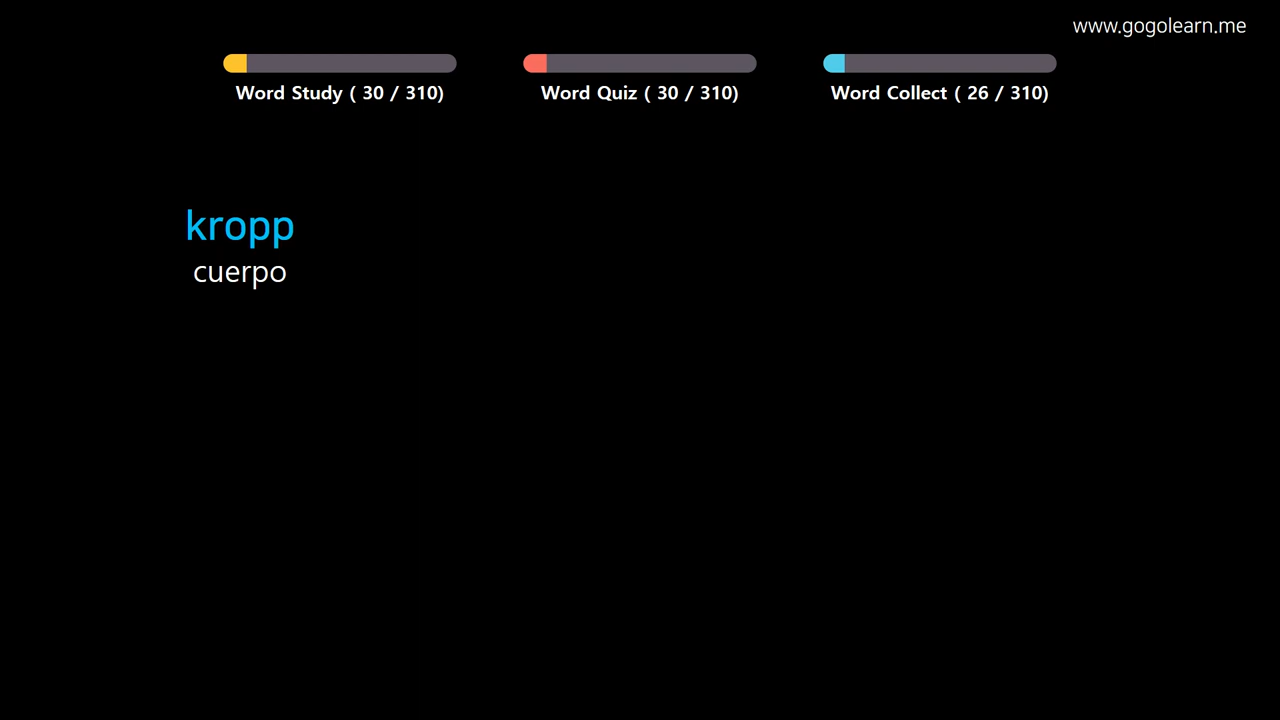 www.gogolearn.me
Word Study ( 30 / 310)
Word Quiz ( 30 / 310)
Word Collect ( 26 / 310)
kropp
cuerpo